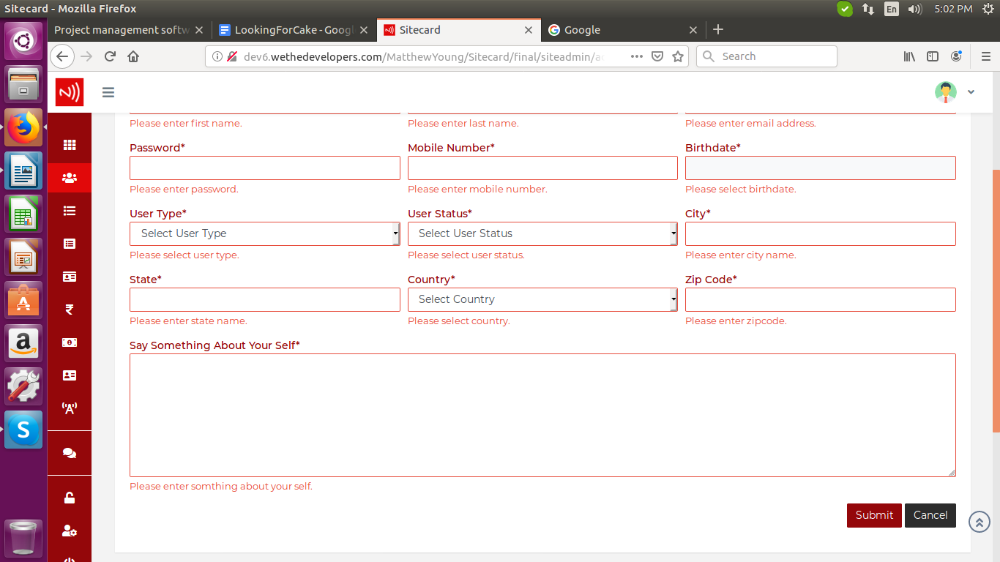 Sitecard - Mozilla Firefox
En
5:02 PM
Project management softw
LookingForCake - Googl
Sitecard
Google
dev6.wethedevelopers.com/MatthewYoung/Sitecard/final/siteadmin/a
Search
Please enter first name.
Please enter last name.
Please enter email address.
Password*
Mobile Number*
Birthdate*
Please enter password.
Please enter mobile number.
Please select birthdate.
User Type*
User Status*
City*
Select User Type
Select User Status
Please select user type.
Please select user status.
Please enter city name.
State*
Country*
Zip Code*
Select Country
Please enter state name.
Please select country.
Please enter zipcode.
Say Something About Your Self*
Please enter somthing about your self.
Submit
Cancel